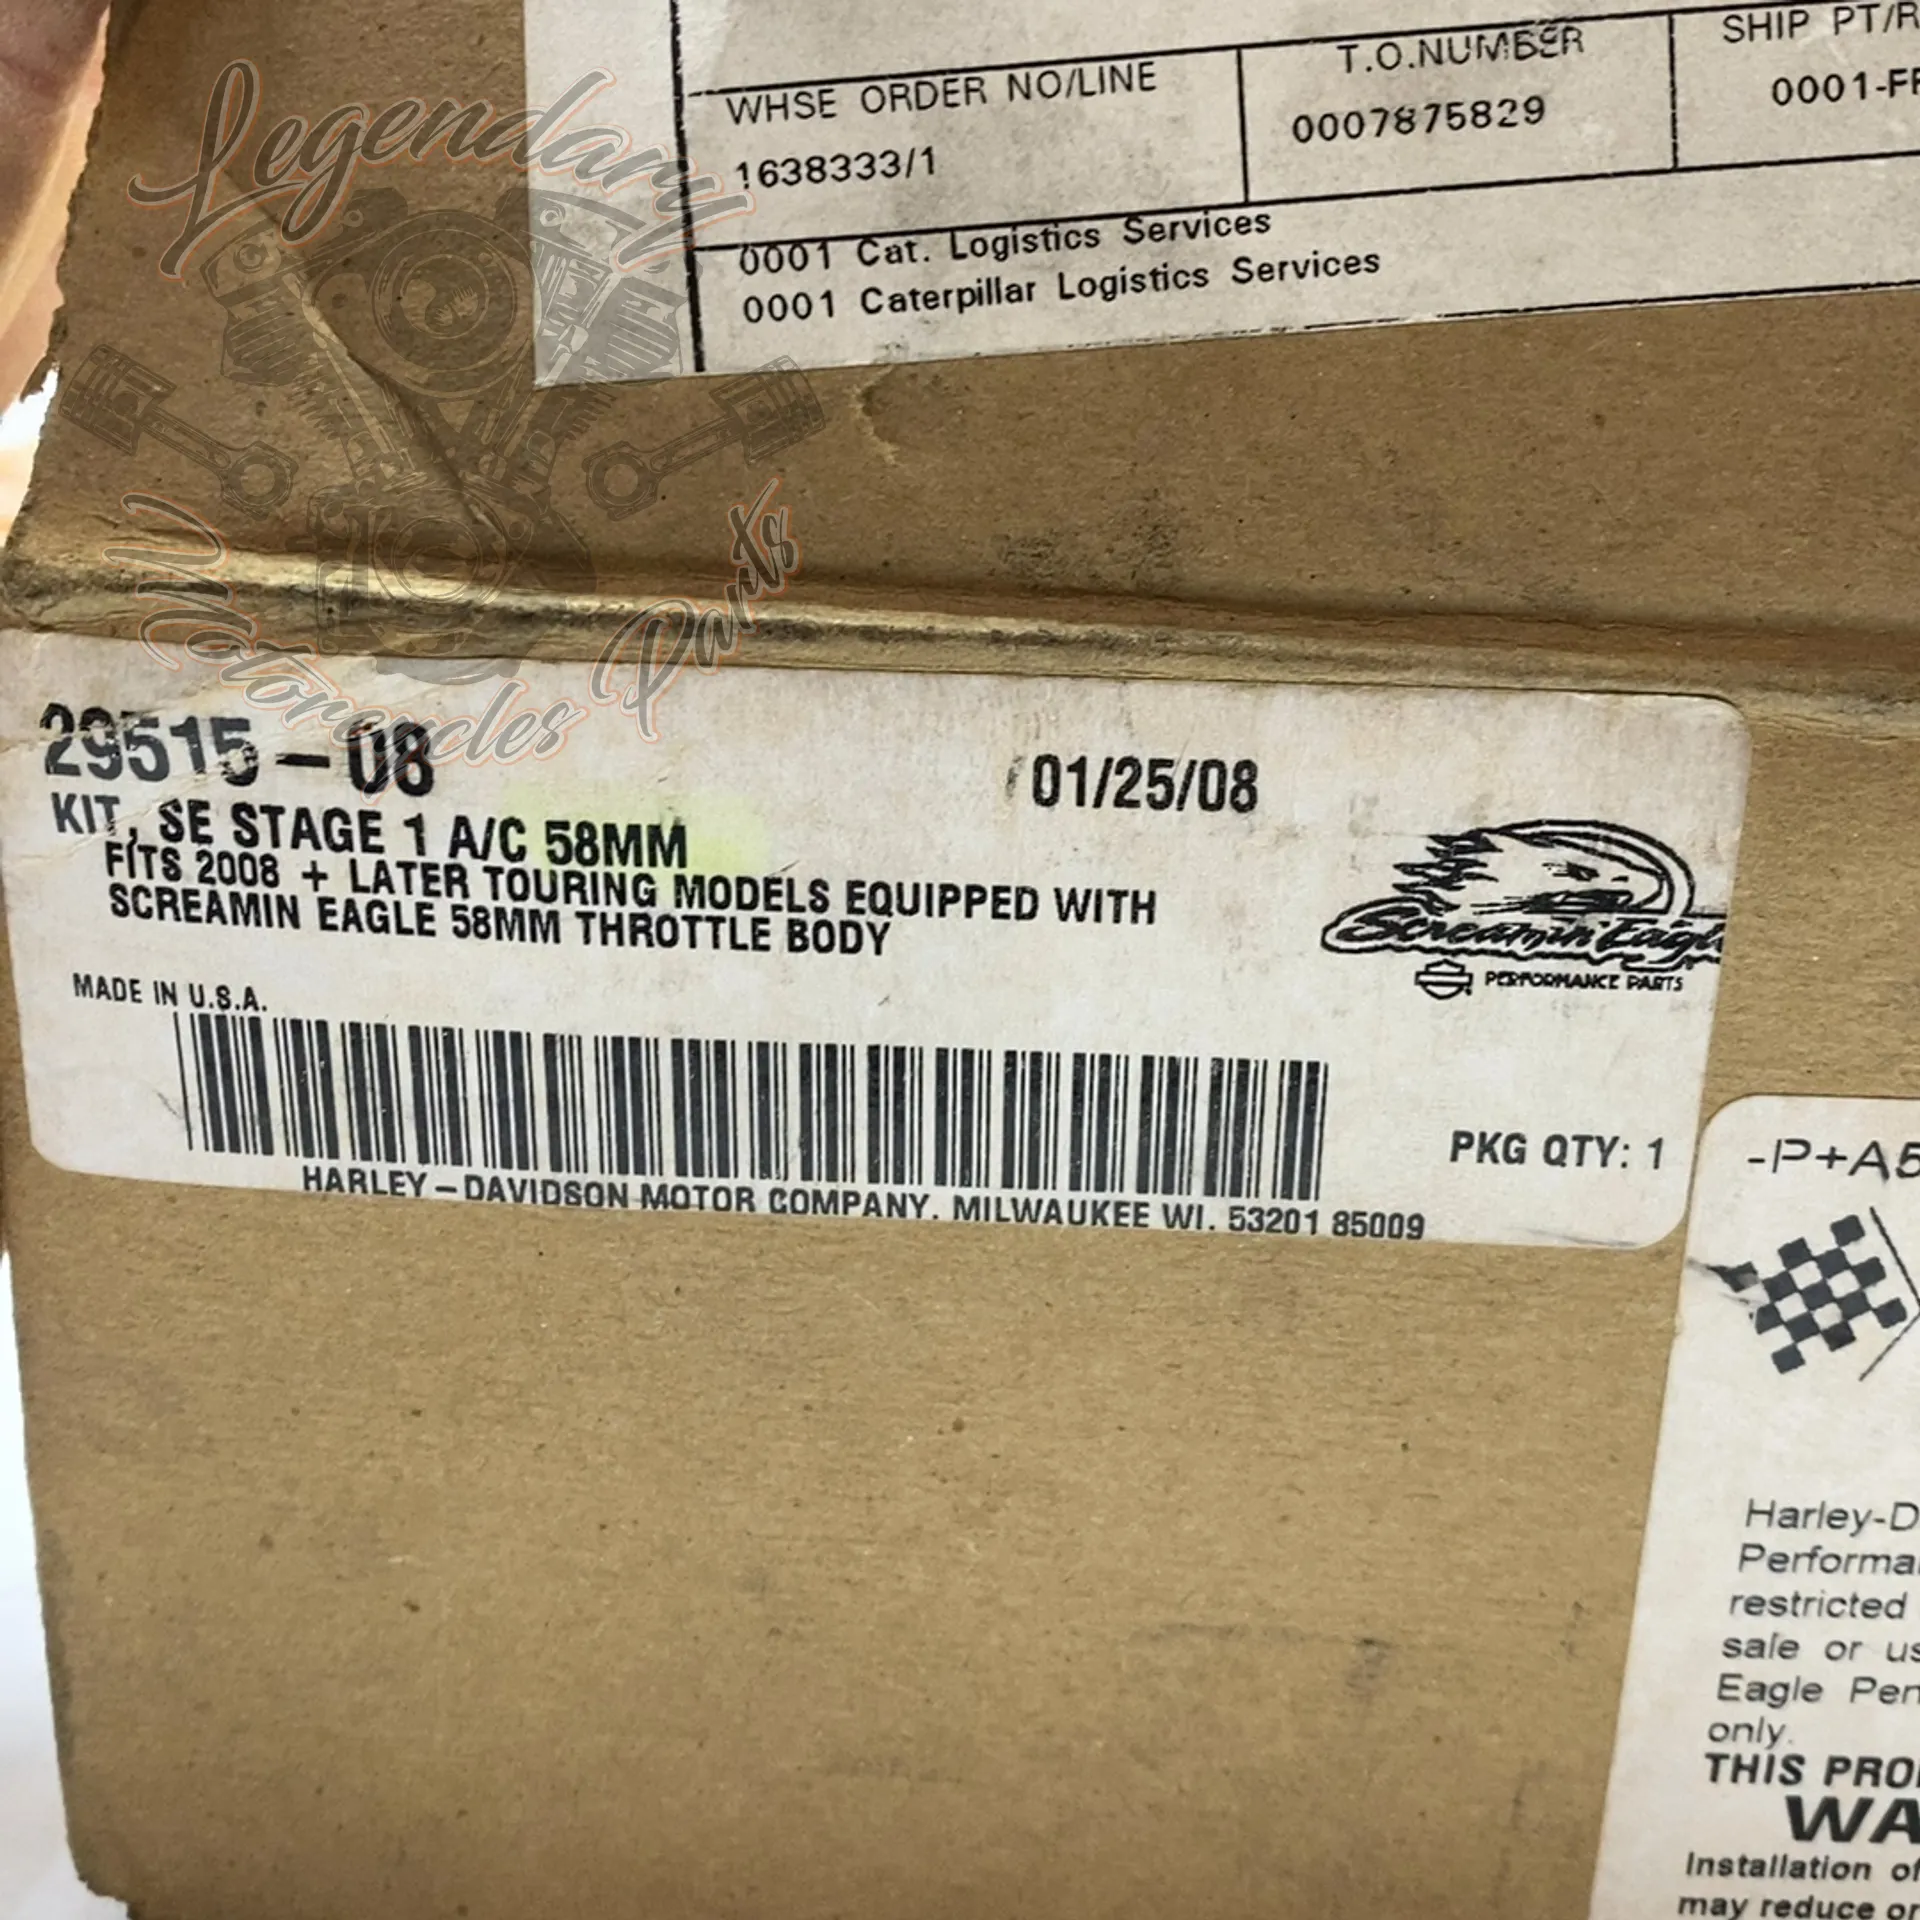 SHIP PT/R
T.O.NUMBER
WHSE ORDER NO/LINE
0001-FF
0007875829
1638333/1
0001 Cat. Logistics Services
0001 Caterpillar Logistics Services
Legendary
Motorcycles Parts
29515-08
01/25/08
KIT, SE STAGE 1 A/C 58MM
FITS 2008 + LATER TOURING MODELS EQUIPPED WITH
SCREAMIN EAGLE 58MM THROTTLE BODY
Screamin' Eagle
PERFORMANCE PARTS
MADE IN U.S.A.
PKG QTY: 1
HARLEY-DAVIDSON MOTOR COMPANY. MILWAUKEE WI. 53201 85009
-P+A5
Harley-D
Performa
restricted
sale or us
Eagle Per
only.
THIS PRO
WA
Installation of
may reduce or